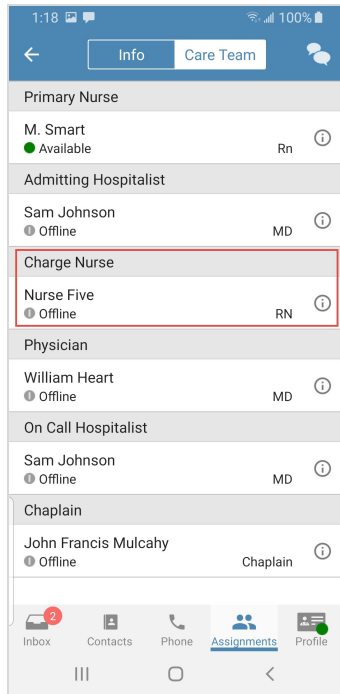 1:18 100%
Info Care Team
Primary Nurse
M. Smart
Available Rn
Admitting Hospitalist
Sam Johnson
Offline MD
Charge Nurse
Nurse Five
Offline RN
Physician
William Heart
Offline MD
On Call Hospitalist
Sam Johnson
Offline MD
Chaplain
John Francis Mulcahy
Offline Chaplain
2
Inbox Contacts Phone Assignments Profile